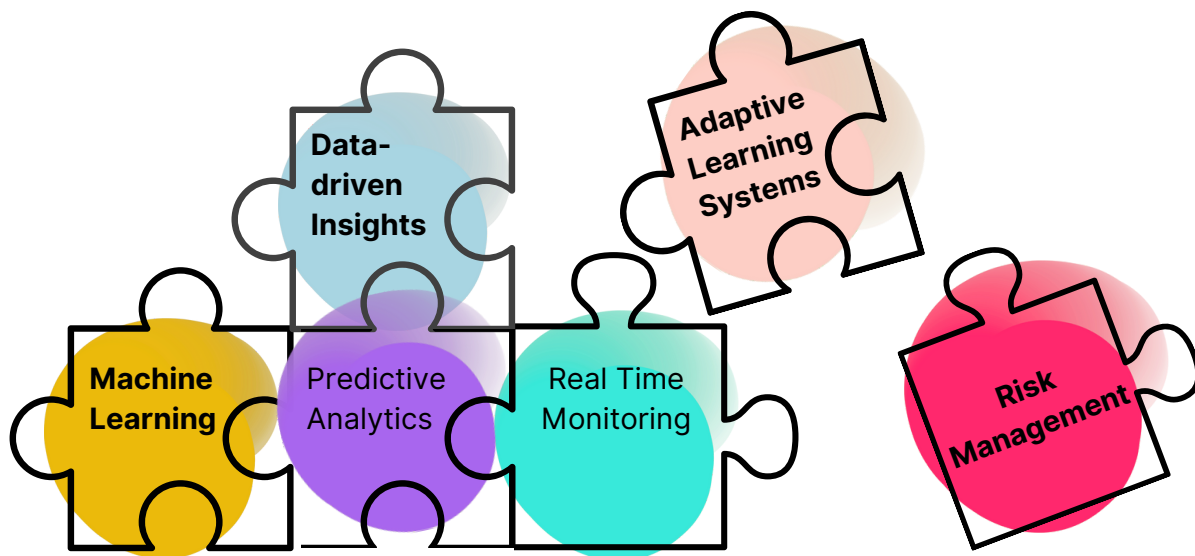 Data-
driven
Insights
Adaptive
Learning
Systems
Machine
Learning
Predictive
Analytics
Real Time
Monitoring
Risk
Management